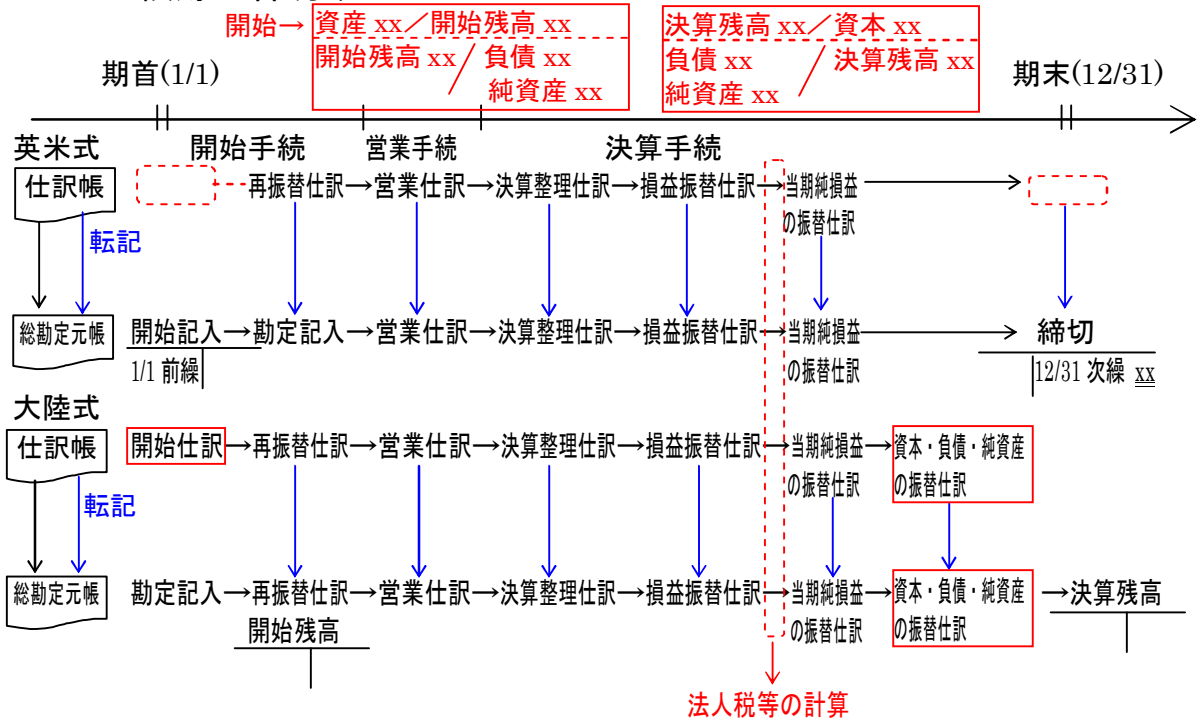 開始→ 資産 xx／開始残高 xx
開始残高 xx／負債 xx
純資産 xx
決算残高 xx／資本 xx
負債 xx／決算残高 xx
純資産 xx
期首(1/1)
期末(12/31)
英米式
開始手続
営業手続
決算手続
仕訳帳
再振替仕訳→営業仕訳→決算整理仕訳→損益振替仕訳→当期純損益
の振替仕訳
転記
総勘定元帳
開始記入→勘定記入→営業仕訳→決算整理仕訳→損益振替仕訳→当期純損益→締切
の振替仕訳
1/1 前繰
12/31 次繰 xx
大陸式
仕訳帳
開始仕訳→再振替仕訳→営業仕訳→決算整理仕訳→損益振替仕訳→当期純損益→資本・負債・純資産
の振替仕訳
の振替仕訳
転記
総勘定元帳
勘定記入→再振替仕訳→営業仕訳→決算整理仕訳→損益振替仕訳→当期純損益→資本・負債・純資産→決算残高
の振替仕訳
の振替仕訳
開始残高
法人税等の計算